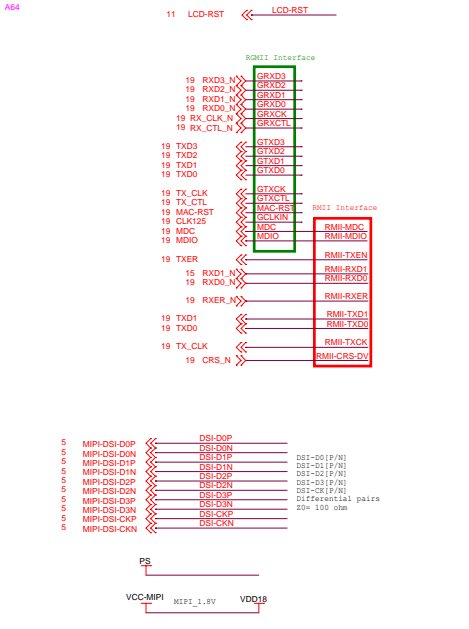 A64
11 LCD-RST LCD-RST
RGMII Interface
19 RXD3_N GRXD3
19 RXD2_N GRXD2
19 RXD1_N GRXD1
19 RXD0_N GRXD0
19 RX_CLK_N GRXCK
19 RX_CTL_N GRXCTL
19 TXD3 GTXD3
19 TXD2 GTXD2
19 TXD1 GTXD1
19 TXD0 GTXD0
19 TX_CLK GTXCK
19 TX_CTL GTXCTL
19 MAC-RST MAC-RST RMII Interface
19 CLK125 GCLKIN
19 MDC MDC RMII-MDC
19 MDIO MDIO RMII-MDIO
19 TXER RMII-TXEN
15 RXD1_N RMII-RXD1
19 RXD0_N RMII-RXD0
19 RXER_N RMII-RXER
19 TXD1 RMII-TXD1
19 TXD0 RMII-TXD0
19 TX_CLK RMII-TXCK
19 CRS_N RMII-CRS-DV
5 MIPI-DSI-D0P DSI-D0P
5 MIPI-DSI-D0N DSI-D0N
5 MIPI-DSI-D1P DSI-D1P DSI-D0[P/N]
5 MIPI-DSI-D1N DSI-D1N DSI-D1[P/N]
5 MIPI-DSI-D2P DSI-D2P DSI-D2[P/N]
5 MIPI-DSI-D2N DSI-D2N DSI-D3[P/N]
5 MIPI-DSI-D3P DSI-D3P DSI-CK[P/N]
5 MIPI-DSI-D3N DSI-D3N Differential pairs
5 MIPI-DSI-CKP DSI-CKP Z0= 100 ohm
5 MIPI-DSI-CKN DSI-CKN
PS
VCC-MIPI MIPI_1.8V VDD18